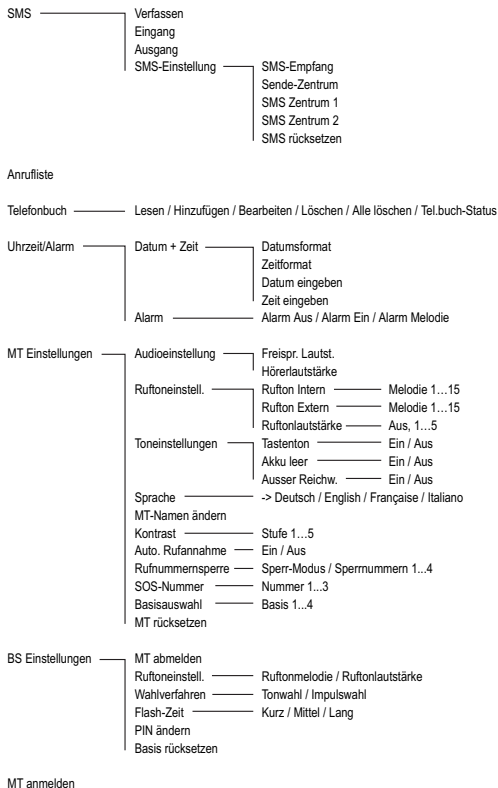 SMS Verfassen
Eingang
Ausgang
SMS-Einstellung SMS-Empfang
Sende-Zentrum
SMS Zentrum 1
SMS Zentrum 2
SMS rücksetzen
Anrufliste
Telefonbuch Lesen / Hinzufügen / Bearbeiten / Löschen / Alle löschen / Tel.buch-Status
Uhrzeit/Alarm Datum + Zeit Datumsformat
Zeitformat
Datum eingeben
Zeit eingeben
Alarm Alarm Aus / Alarm Ein / Alarm Melodie
MT Einstellungen Audioeinstellung Freispr. Lautst.
Hörerlautstärke
Ruftoneinstell. Rufton Intern Melodie 1…15
Rufton Extern Melodie 1…15
Ruftonlautstärke Aus, 1…5
Toneinstellungen Tastenton Ein / Aus
Akku leer Ein / Aus
Ausser Reichw. Ein / Aus
Sprache -> Deutsch / English / Française / Italiano
MT-Namen ändern
Kontrast Stufe 1…5
Auto. Rufannahme Ein / Aus
Rufnummernsperre Sperr-Modus / Sperrnummern 1...4
SOS-Nummer Nummer 1...3
Basisauswahl Basis 1...4
MT rücksetzen
BS Einstellungen MT abmelden
Ruftoneinstell. Ruftonmelodie / Ruftonlautstärke
Wahlverfahren Tonwahl / Impulswahl
Flash-Zeit Kurz / Mittel / Lang
PIN ändern
Basis rücksetzen
MT anmelden